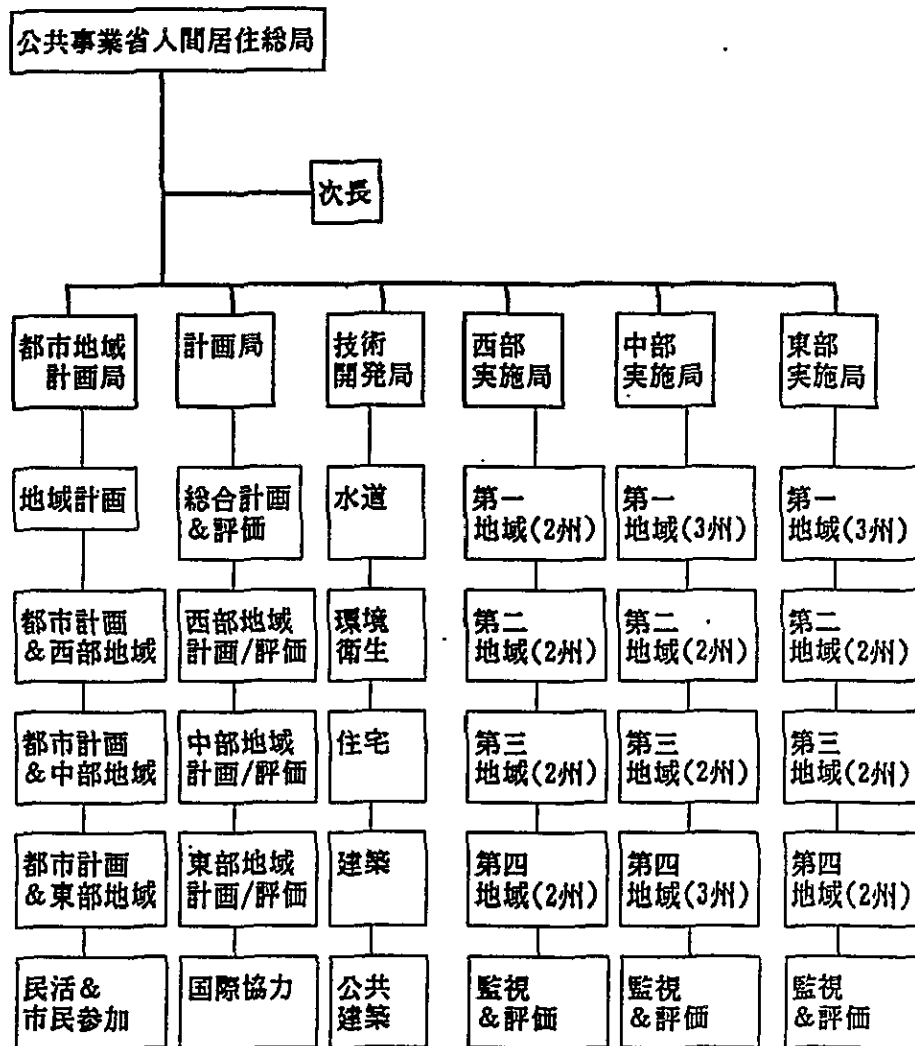 公共事業省人間居住総局
次長
都市地域
計画局
計画局
技術
開発局
西部
実施局
中部
実施局
東部
実施局
地域計画
総合計画
&評価
水道
第一
地域(2州)
第一
地域(3州)
第一
地域(3州)
都市計画
&西部地域
西部地域
計画/評価
環境
衛生
第二
地域(2州)
第二
地域(2州)
第二
地域(2州)
都市計画
&中部地域
中部地域
計画/評価
住宅
第三
地域(2州)
第三
地域(2州)
第三
地域(2州)
都市計画
&東部地域
東部地域
計画/評価
建築
第四
地域(2州)
第四
地域(3州)
第四
地域(2州)
民活&
市民参加
国際協力
公共
建築
監視
&評価
監視
&評価
監視
&評価